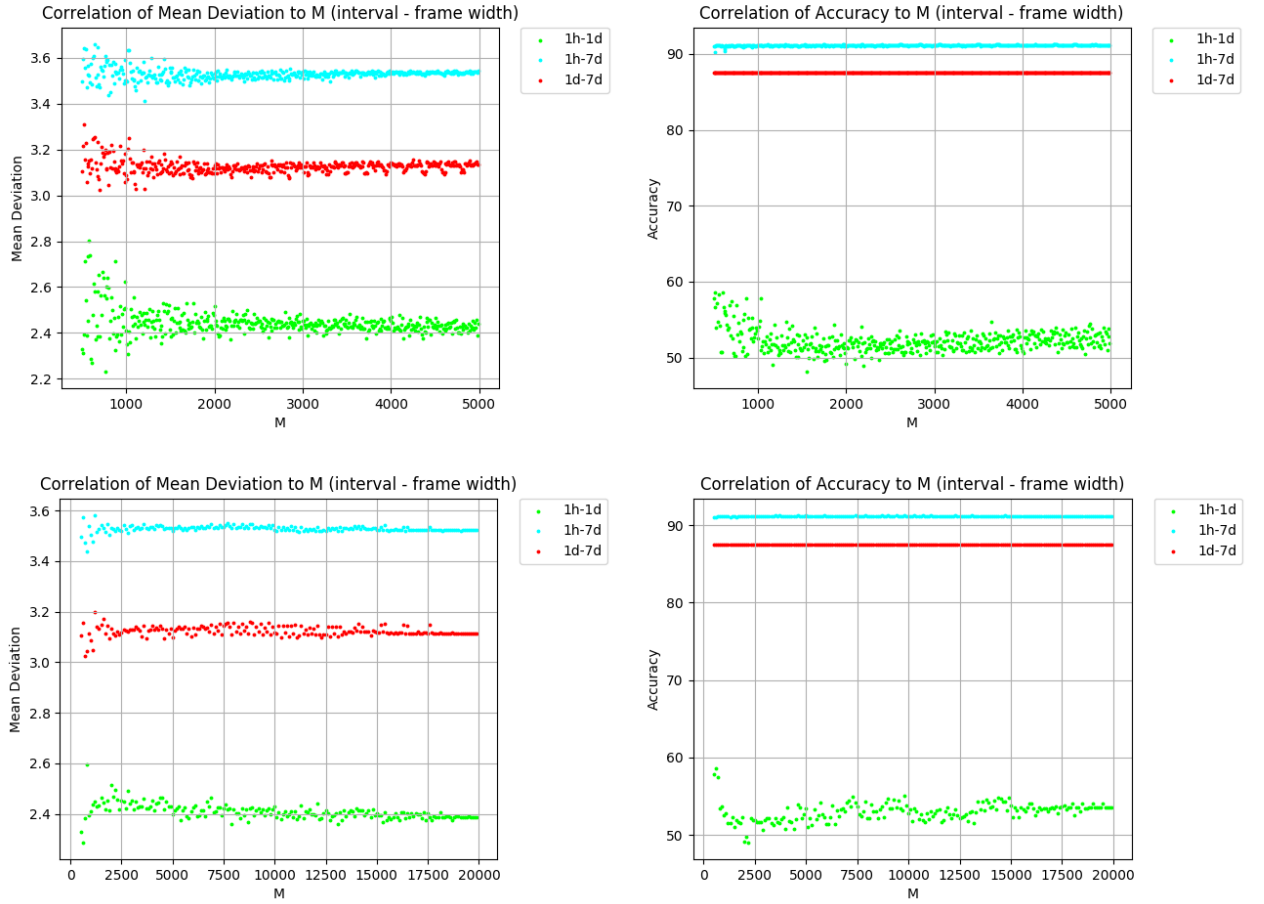 Correlation of Mean Deviation to M (interval - frame width)
3.6
3.4
3.2
3.0
2.8
2.6
2.4
2.2
Mean Deviation
1000 2000 3000 4000 5000
M
1h-1d
1h-7d
1d-7d
Correlation of Accuracy to M (interval - frame width)
90
80
70
60
50
Accuracy
1000 2000 3000 4000 5000
M
1h-1d
1h-7d
1d-7d
Correlation of Mean Deviation to M (interval - frame width)
3.6
3.4
3.2
3.0
2.8
2.6
2.4
Mean Deviation
0 2500 5000 7500 10000 12500 15000 17500 20000
M
1h-1d
1h-7d
1d-7d
Correlation of Accuracy to M (interval - frame width)
90
80
70
60
50
Accuracy
0 2500 5000 7500 10000 12500 15000 17500 20000
M
1h-1d
1h-7d
1d-7d